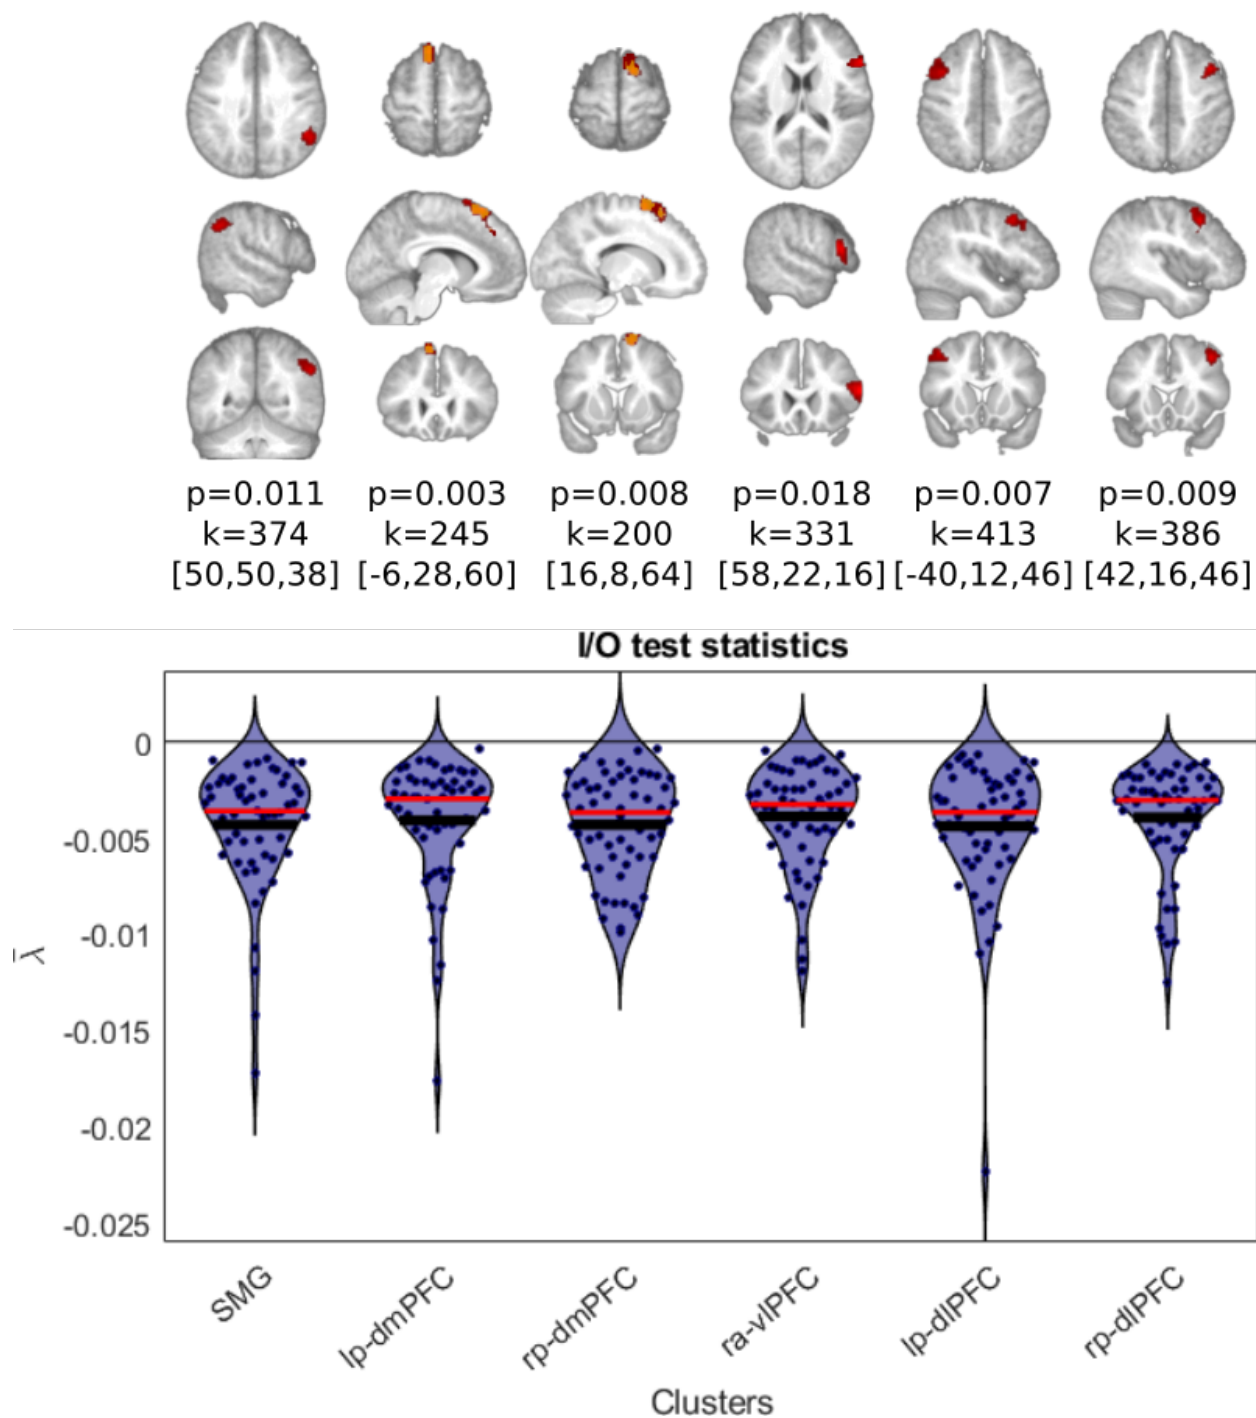 p=0.011 p=0.003 p=0.008 p=0.018 p=0.007 p=0.009
k=374 k=245 k=200 k=331 k=413 k=386
[50,50,38] [-6,28,60] [16,8,64] [58,22,16] [-40,12,46] [42,16,46]
I/O test statistics
0
-0.005
-0.01
-0.015
-0.02
-0.025
λ̄
SMG
lp-dmPFC
rp-dmPFC
ra-vlPFC
lp-dlPFC
rp-dlPFC
Clusters